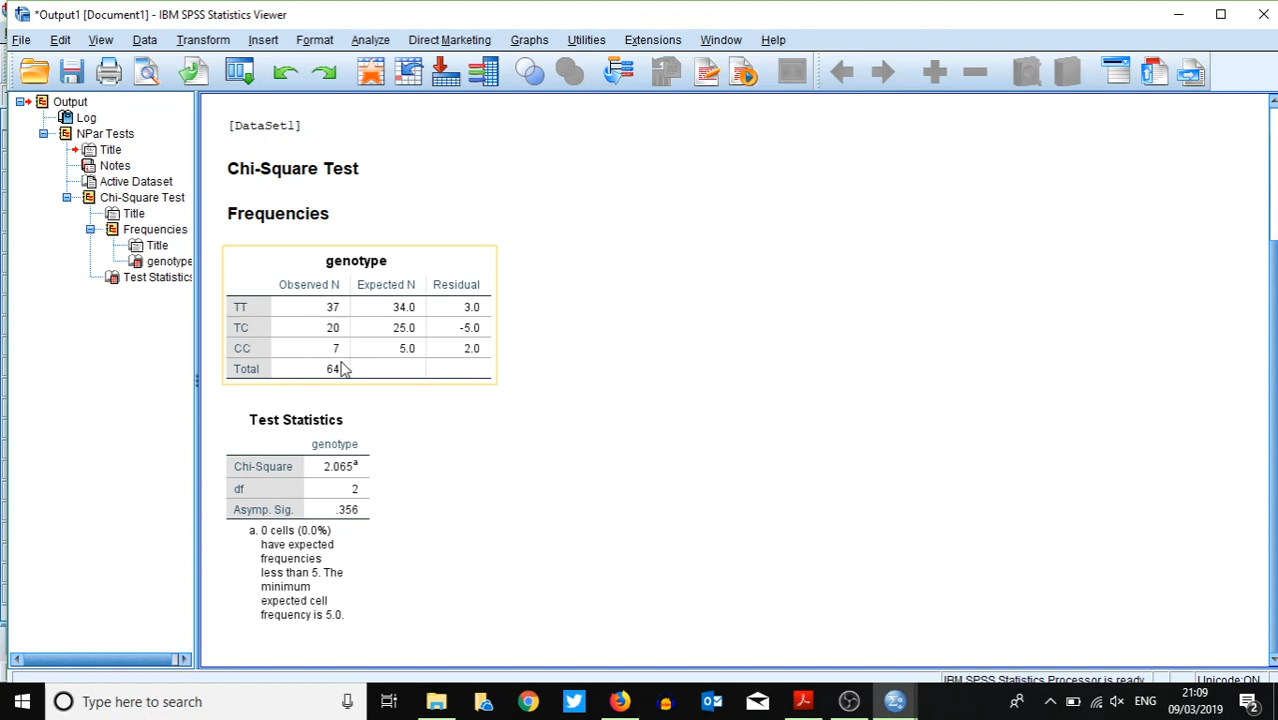 *Output1 [Document1] - IBM SPSS Statistics Viewer
File Edit View Data Transform Insert Format Analyze Direct Marketing Graphs Utilities Extensions Window Help
Output
Log
NPar Tests
Title
Notes
Active Dataset
Chi-Square Test
Title
Frequencies
Title
genotype
Test Statistics
[DataSet1]
Chi-Square Test
Frequencies
genotype
Observed N Expected N Residual
TT 37 34.0 3.0
TC 20 25.0 -5.0
CC 7 5.0 2.0
Total 64
Test Statistics
genotype
Chi-Square 2.065a
df 2
Asymp. Sig. .356
a. 0 cells (0.0%)
have expected
frequencies
less than 5. The
minimum
expected cell
frequency is 5.0.
IBM SPSS Statistics Processor is ready
Unicode:ON
Type here to search
ENG
21:09
09/03/2019
2